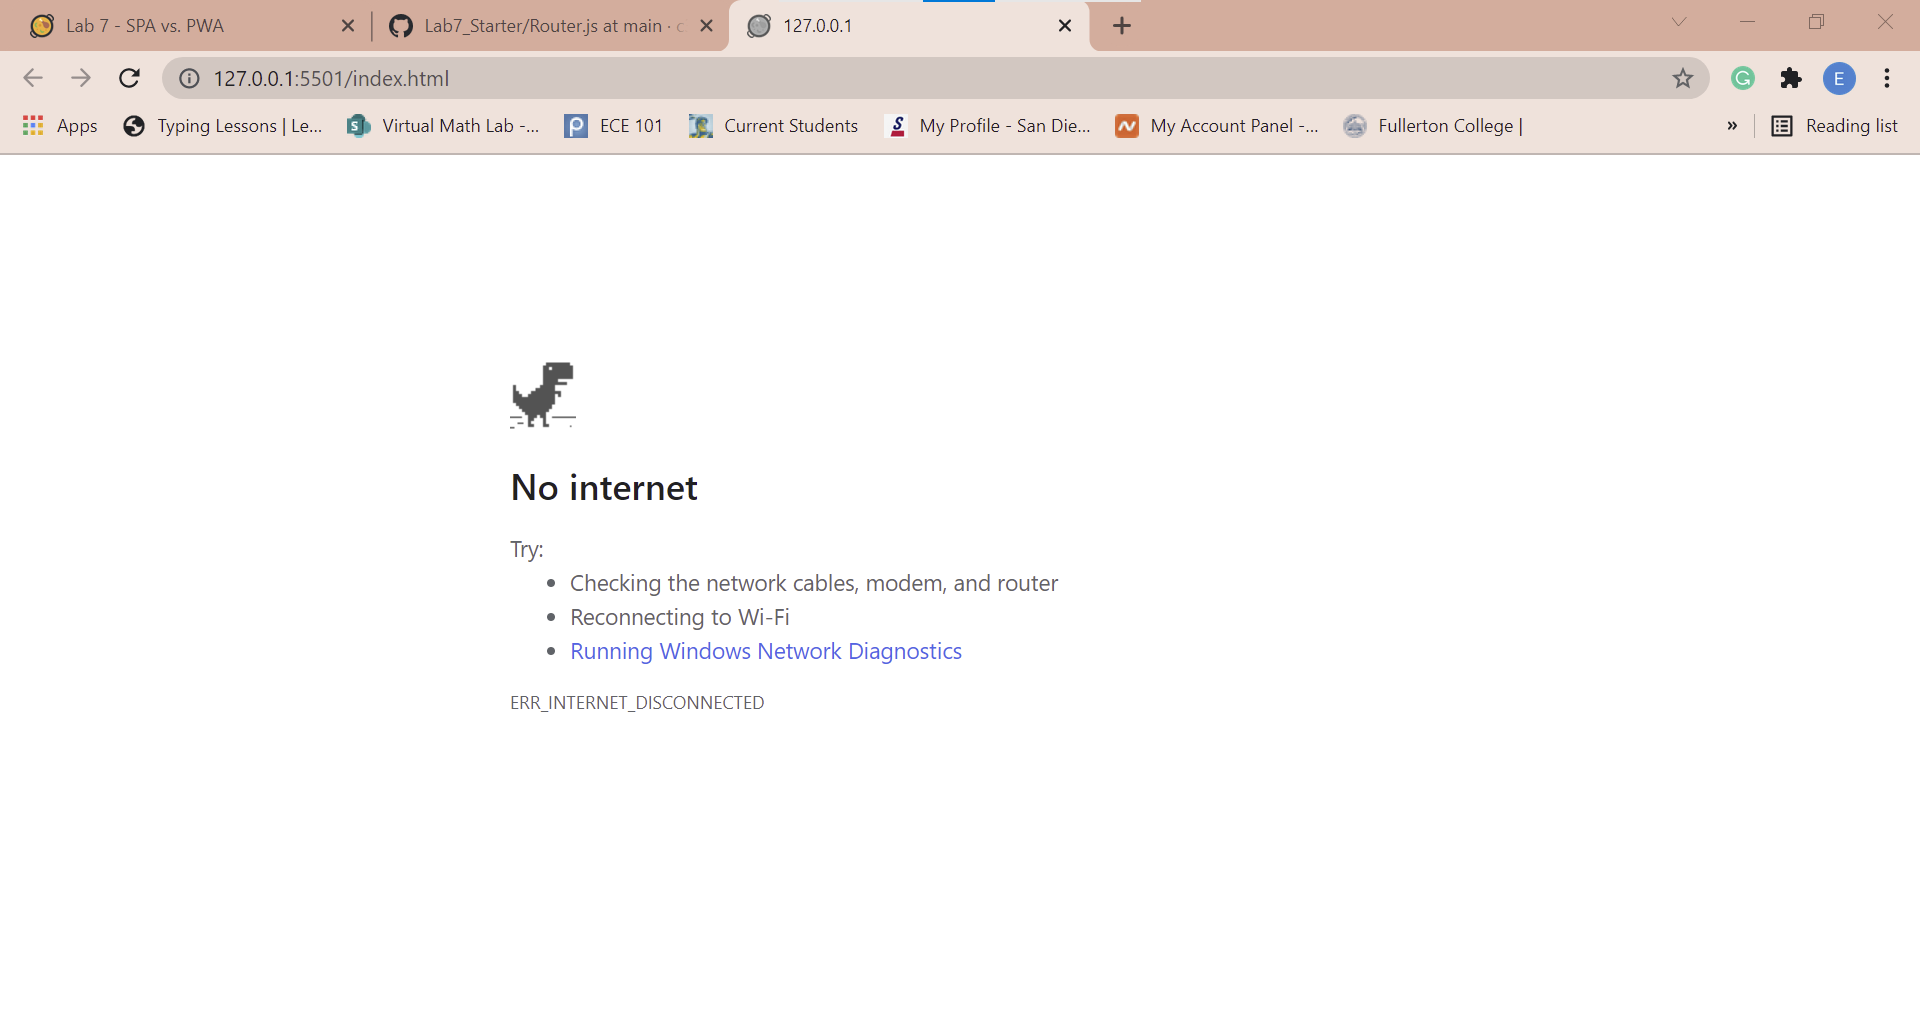 Lab 7 - SPA vs. PWA
Lab7_Starter/Router.js at main · c
127.0.0.1
127.0.0.1:5501/index.html
E
Apps
Typing Lessons | Le...
Virtual Math Lab -...
ECE 101
Current Students
My Profile - San Die...
My Account Panel -...
Fullerton College |
»
Reading list
No internet
Try:
• Checking the network cables, modem, and router
• Reconnecting to Wi-Fi
• Running Windows Network Diagnostics
ERR_INTERNET_DISCONNECTED